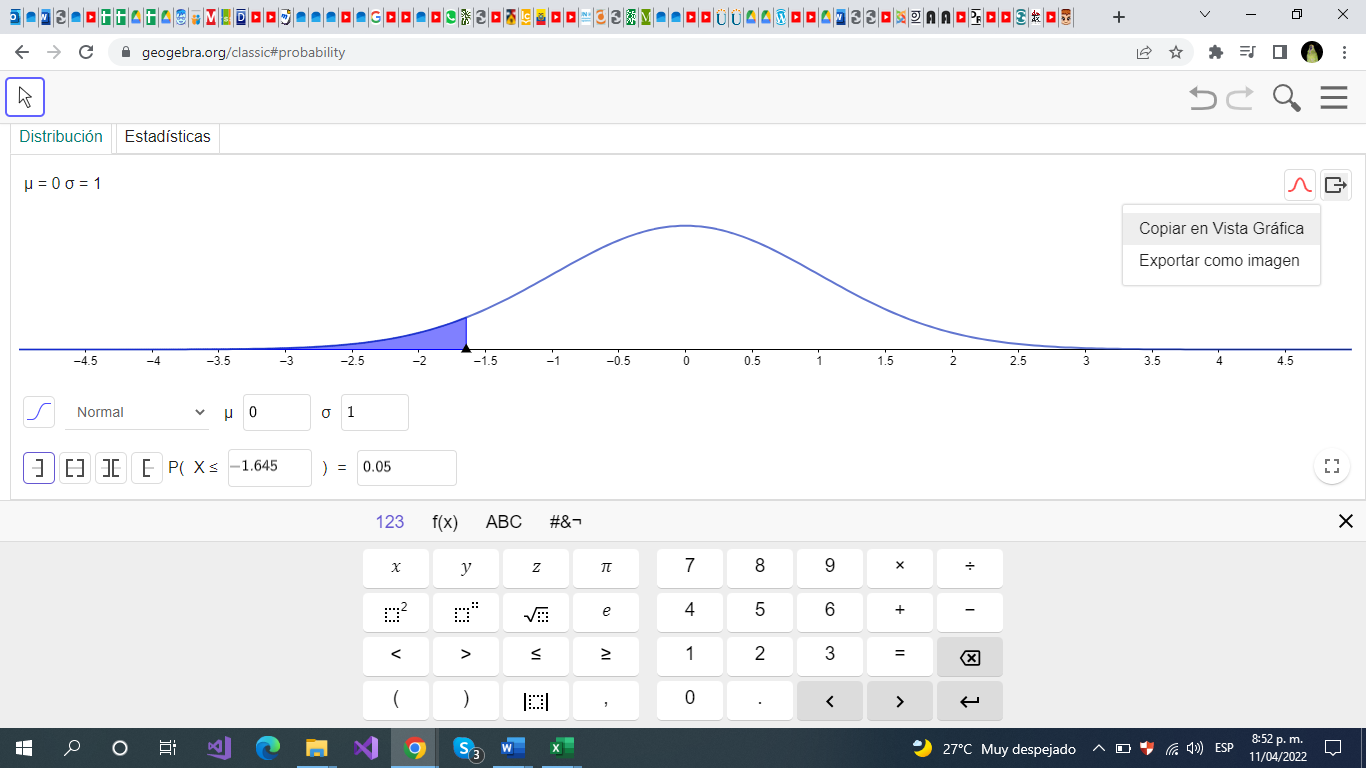 geogebra.org/classic#probability
Distribución Estadísticas
μ = 0 σ = 1
Copiar en Vista Gráfica
Exportar como imagen
−4.5 −4 −3.5 −3 −2.5 −2 −1.5 −1 −0.5 0 0.5 1 1.5 2 2.5 3 3.5 4 4.5
Normal μ 0 σ 1
P( X ≤ −1.645 ) = 0.05
123 f(x) ABC #&¬
x y z π 7 8 9 × ÷
2 e 4 5 6 + −
< > ≤ ≥ 1 2 3 =
( ) , 0 . < >
3 27°C Muy despejado ESP 8:52 p. m.
11/04/2022